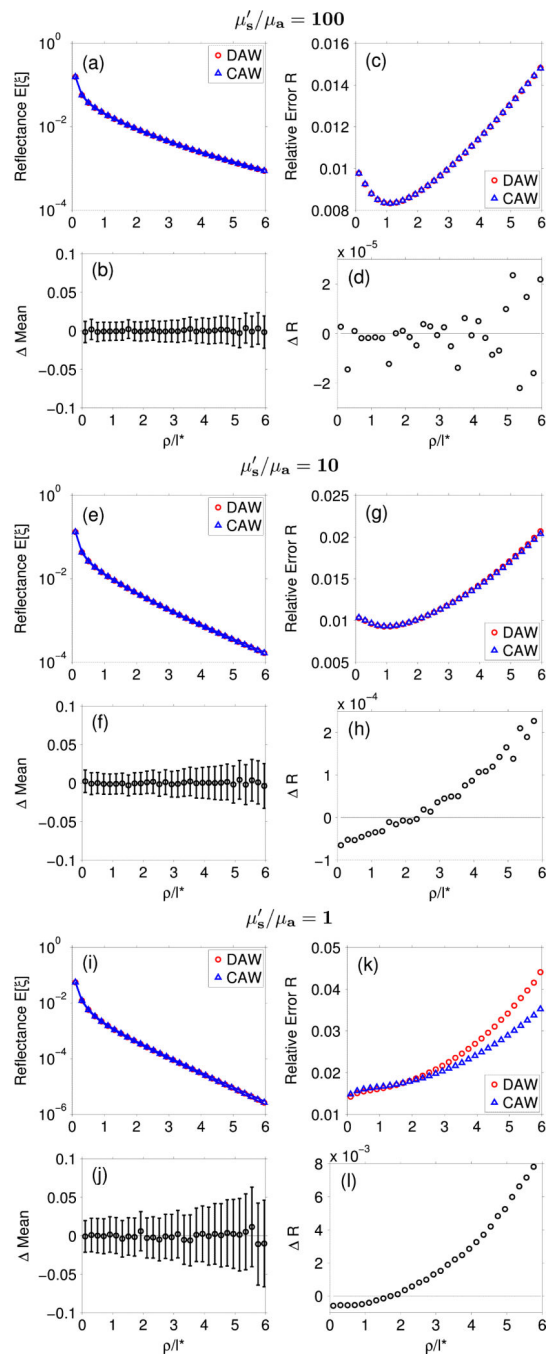 μ′s/μa = 100
(a)
DAW
CAW
Reflectance E[ξ]
10^0
10^-2
10^-4
0 1 2 3 4 5 6
(c)
DAW
CAW
Relative Error R
0.016
0.014
0.012
0.01
0.008
0 1 2 3 4 5 6
(b)
Δ Mean
0.1
0.05
0
−0.05
−0.1
0 1 2 3 4 5 6
ρ/l*
x 10^-5
(d)
Δ R
2
0
−2
0 1 2 3 4 5 6
ρ/l*
μ′s/μa = 10
(e)
DAW
CAW
Reflectance E[ξ]
10^0
10^-2
10^-4
0 1 2 3 4 5 6
(g)
DAW
CAW
Relative Error R
0.025
0.02
0.015
0.01
0.005
0 1 2 3 4 5 6
(f)
Δ Mean
0.1
0.05
0
−0.05
−0.1
0 1 2 3 4 5 6
ρ/l*
x 10^-4
(h)
Δ R
2
1
0
−1
0 1 2 3 4 5 6
ρ/l*
μ′s/μa = 1
(i)
DAW
CAW
Reflectance E[ξ]
10^0
10^-2
10^-4
10^-6
0 1 2 3 4 5 6
(k)
DAW
CAW
Relative Error R
0.05
0.04
0.03
0.02
0.01
0 1 2 3 4 5 6
(j)
Δ Mean
0.1
0.05
0
−0.05
−0.1
0 1 2 3 4 5 6
ρ/l*
x 10^-3
(l)
Δ R
8
6
4
2
0
0 1 2 3 4 5 6
ρ/l*